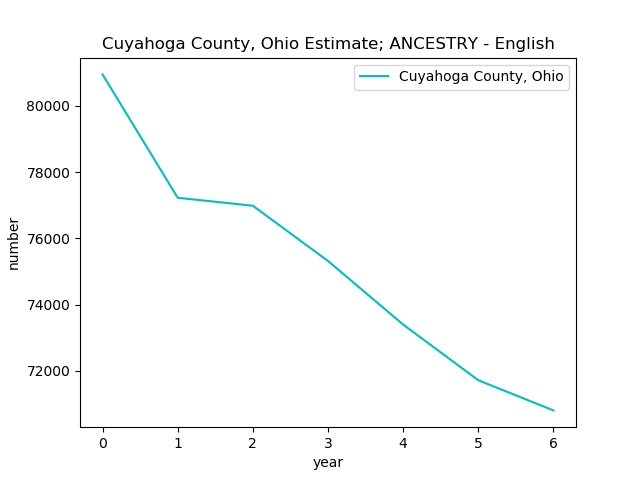 Cuyahoga County, Ohio Estimate; ANCESTRY - English
Cuyahoga County, Ohio
number
80000
78000
76000
74000
72000
0 1 2 3 4 5 6
year